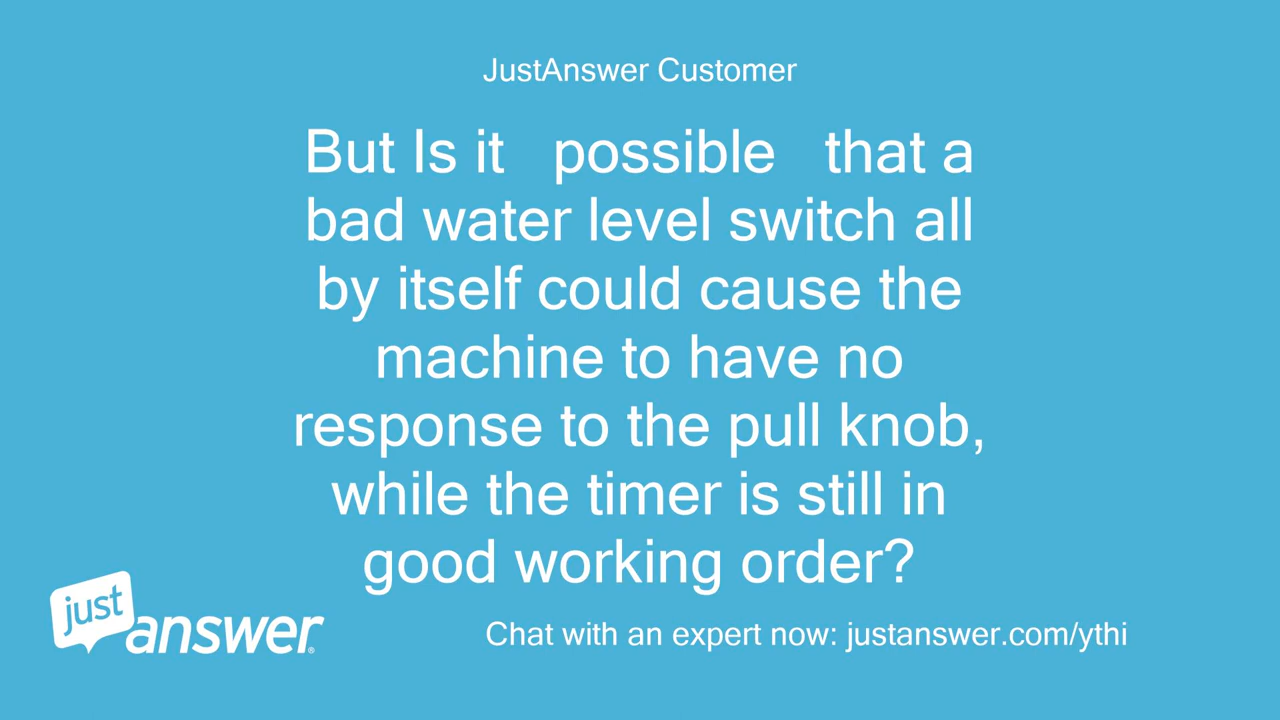 JustAnswer Customer
But Is it possible that a
bad water level switch all
by itself could cause the
machine to have no
response to the pull knob,
while the timer is still in
good working order?
just
answer®
Chat with an expert now: justanswer.com/ythi